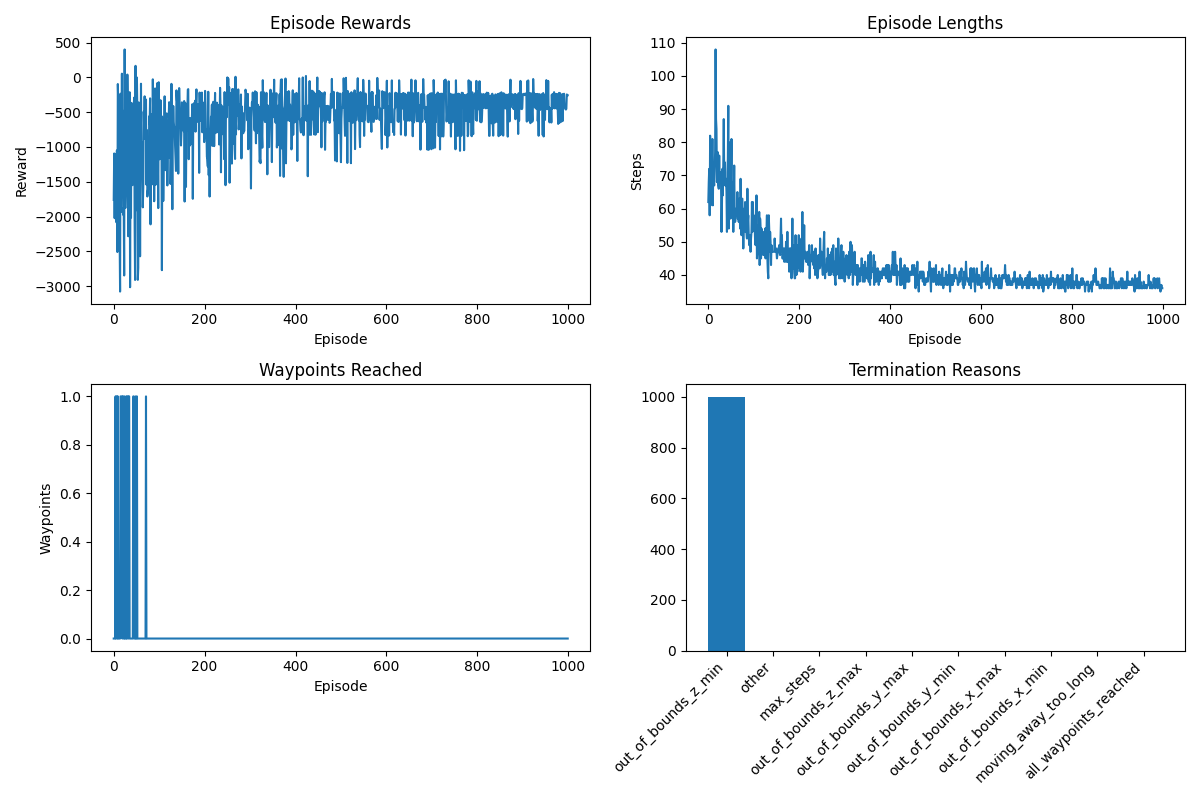 Episode Rewards
500
0
−500
−1000
−1500
−2000
−2500
−3000
Reward
0 200 400 600 800 1000
Episode
Episode Lengths
110
100
90
80
70
60
50
40
Steps
0 200 400 600 800 1000
Episode
Waypoints Reached
1.0
0.8
0.6
0.4
0.2
0.0
Waypoints
0 200 400 600 800 1000
Episode
Termination Reasons
1000
800
600
400
200
0
out_of_bounds_z_min
other
max_steps
out_of_bounds_z_max
out_of_bounds_y_max
out_of_bounds_y_min
out_of_bounds_x_max
out_of_bounds_x_min
moving_away_too_long
all_waypoints_reached